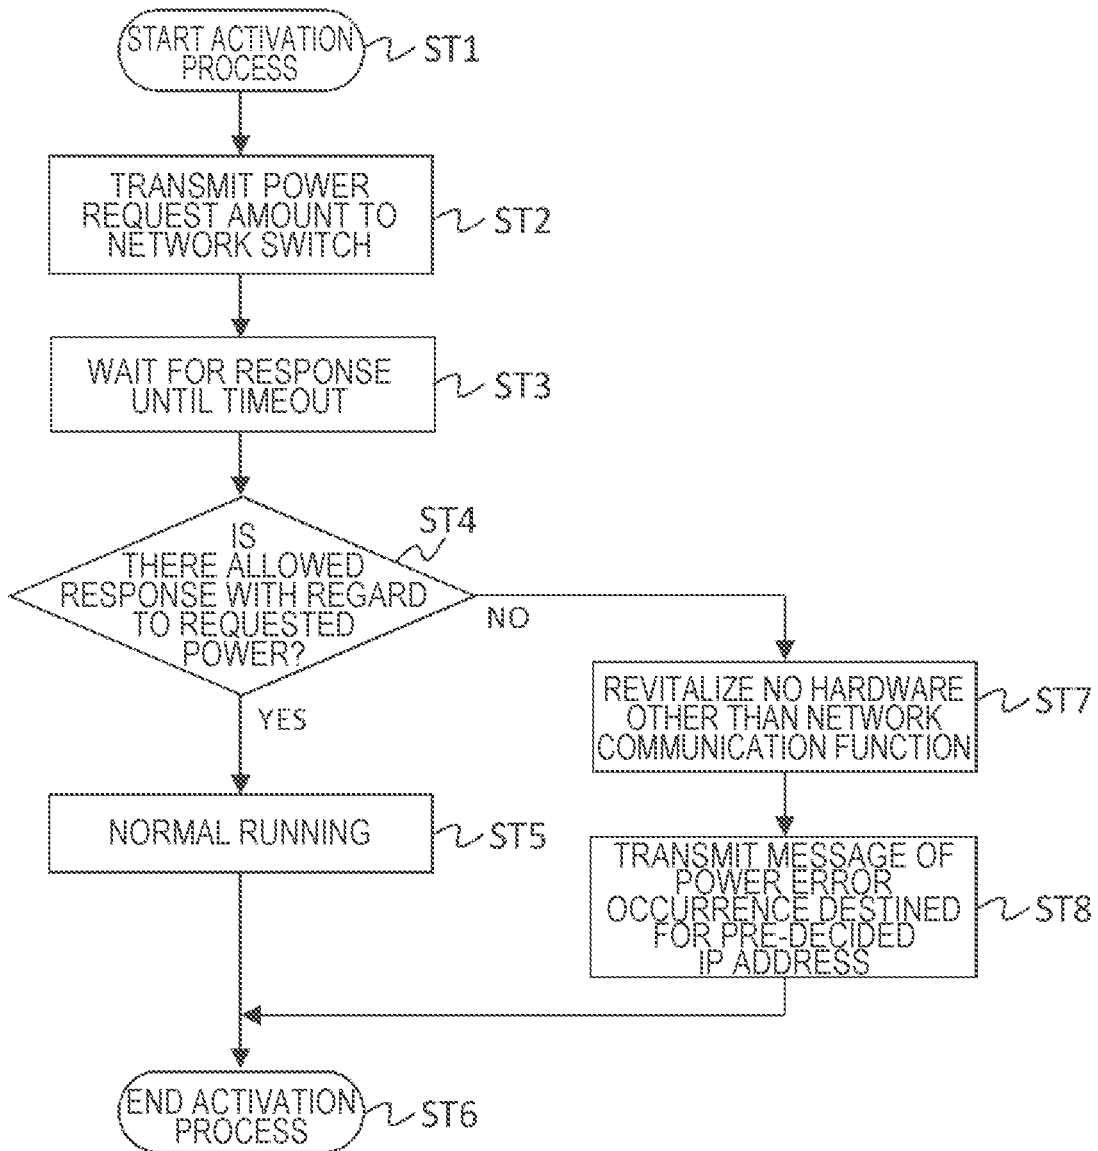 START ACTIVATION
PROCESS
ST1
TRANSMIT POWER
REQUEST AMOUNT TO
NETWORK SWITCH
ST2
WAIT FOR RESPONSE
UNTIL TIMEOUT
ST3
IS
THERE ALLOWED
RESPONSE WITH REGARD
TO REQUESTED
POWER?
ST4
NO
YES
REVITALIZE NO HARDWARE
OTHER THAN NETWORK
COMMUNICATION FUNCTION
ST7
NORMAL RUNNING
ST5
TRANSMIT MESSAGE OF
POWER ERROR
OCCURRENCE DESTINED
FOR PRE-DECIDED
IP ADDRESS
ST8
END ACTIVATION
PROCESS
ST6